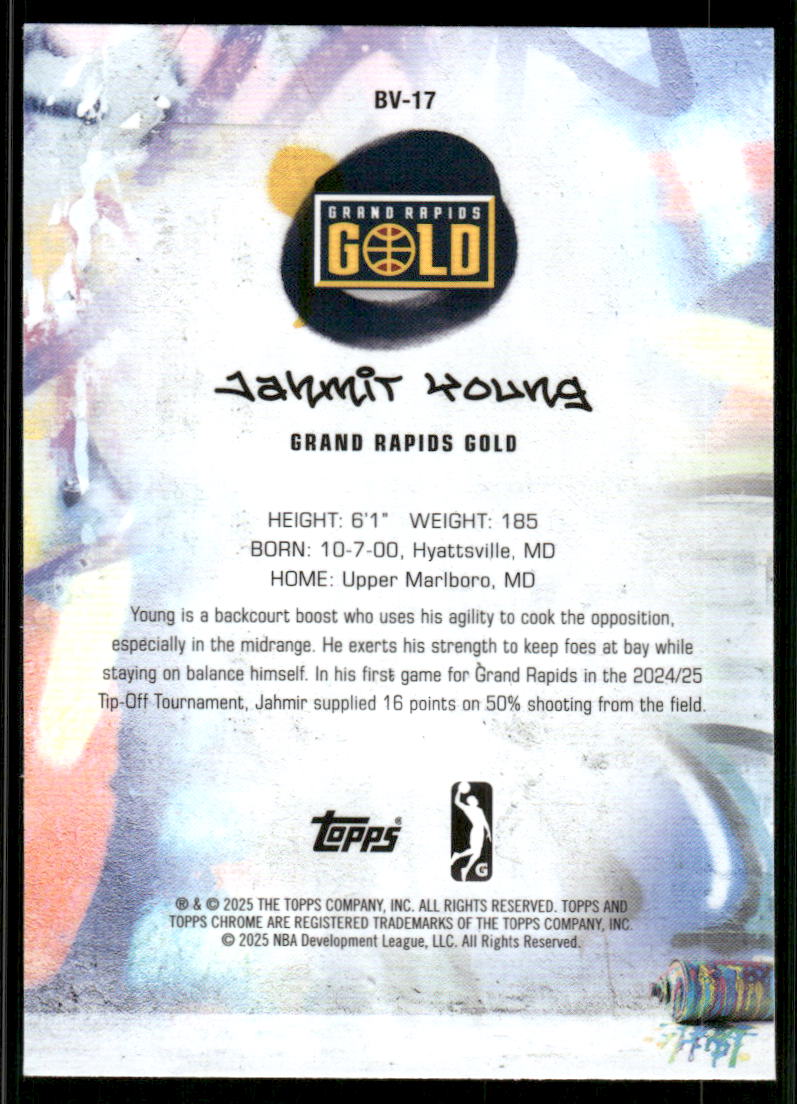 BV-17
GRAND RAPIDS
GOLD
Jahmir Young
GRAND RAPIDS GOLD
HEIGHT: 6'1" WEIGHT: 185
BORN: 10-7-00, Hyattsville, MD
HOME: Upper Marlboro, MD
Young is a backcourt boost who uses his agility to cook the opposition,
especially in the midrange. He exerts his strength to keep foes at bay while
staying on balance himself. In his first game for Grand Rapids in the 2024/25
Tip-Off Tournament, Jahmir supplied 16 points on 50% shooting from the field.
topps®
G
® & © 2025 THE TOPPS COMPANY, INC. ALL RIGHTS RESERVED. TOPPS AND
TOPPS CHROME ARE REGISTERED TRADEMARKS OF THE TOPPS COMPANY, INC.
© 2025 NBA Development League, LLC. All Rights Reserved.